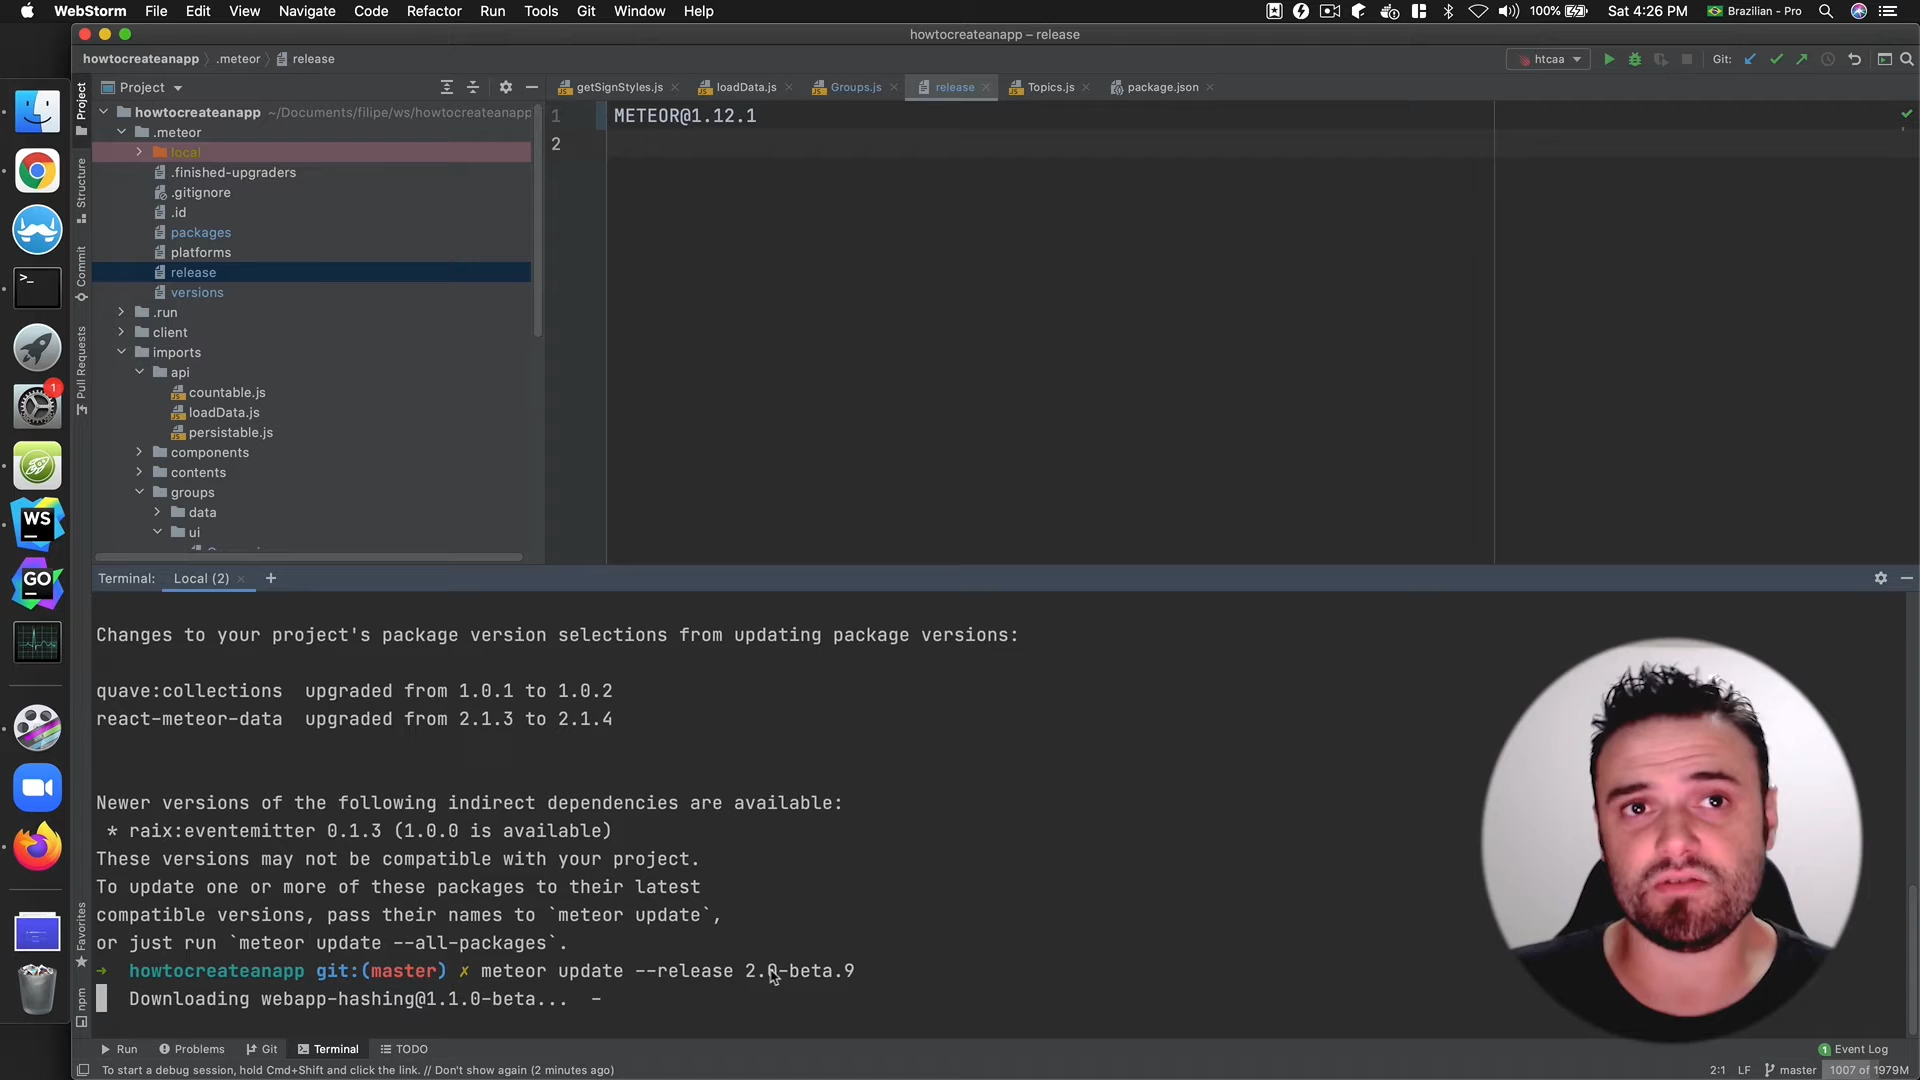 WebStorm File Edit View Navigate Code Refactor Run Tools Git Window Help
100% Sat 4:26 PM Brazilian - Pro
howtocreateanapp – release
howtocreateanapp .meteor release
htcaa Git:
Project
getSignStyles.js loadData.js Groups.js release Topics.js package.json
howtocreateanapp ~/Documents/filipe/ws/howtocreateanapp
.meteor
local
.finished-upgraders
.gitignore
.id
packages
platforms
release
versions
.run
client
imports
api
countable.js
loadData.js
persistable.js
components
contents
groups
data
ui
1 METEOR@1.12.1
2
Project
Structure
Commit
Pull Requests
Favorites
npm
1
WS
GO
Terminal: Local (2) +
Changes to your project's package version selections from updating package versions:
quave:collections upgraded from 1.0.1 to 1.0.2
react-meteor-data upgraded from 2.1.3 to 2.1.4
Newer versions of the following indirect dependencies are available:
* raix:eventemitter 0.1.3 (1.0.0 is available)
These versions may not be compatible with your project.
To update one or more of these packages to their latest
compatible versions, pass their names to `meteor update`,
or just run `meteor update --all-packages`.
→ howtocreateanapp git:(master) ✗ meteor update --release 2.0-beta.9
Downloading webapp-hashing@1.1.0-beta... -
Run Problems Git Terminal TODO
1 Event Log
To start a debug session, hold Cmd+Shift and click the link. // Don't show again (2 minutes ago)
2:1 LF master 1007 of 1979M